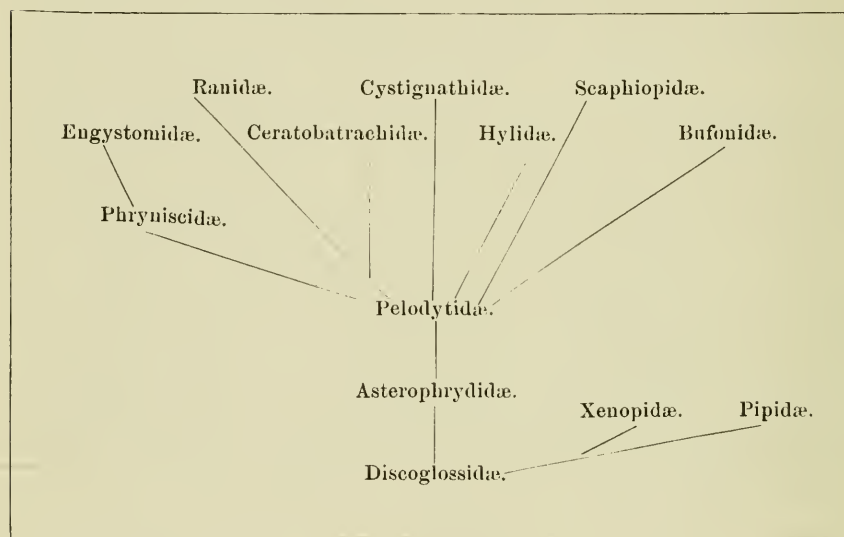 Ranidæ. Cystignathidæ. Scaphiopidæ.
Engystomidæ. Ceratobatrachidæ. Hylidæ. Bufonidæ.
Phryniscidæ.
Pelodytidæ.
Asterophrydidæ.
Xenopidæ. Pipidæ.
Discoglossidæ.